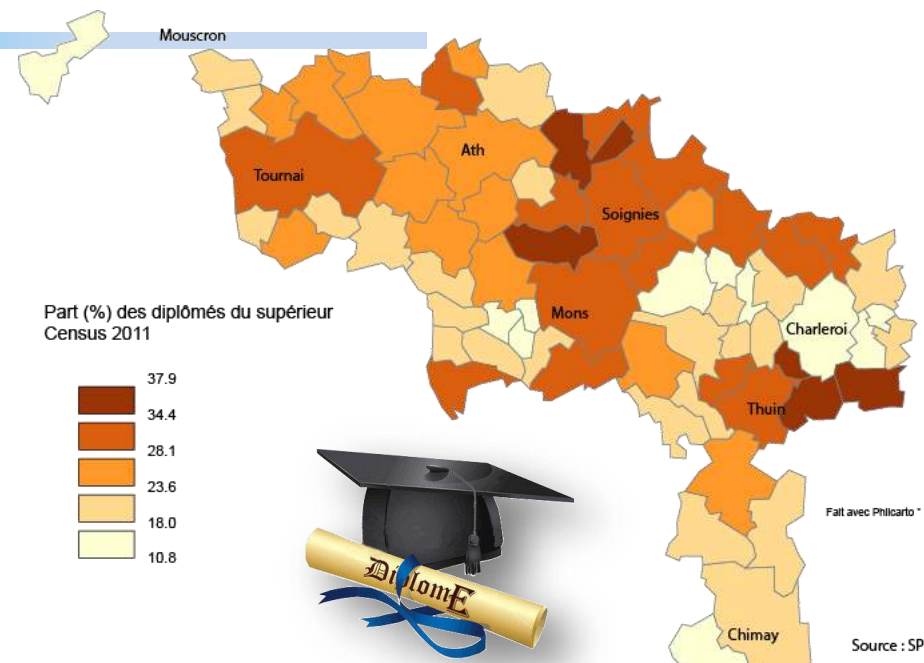 Mouscron
Ath
Tournai
Soignies
Part (%) des diplômés du supérieur
Census 2011
Mons
Charleroi
37.9
34.4
28.1
23.6
18.0
10.8
Thuin
Fait avec Philcarto *
DiplomE
Chimay
Source : SP